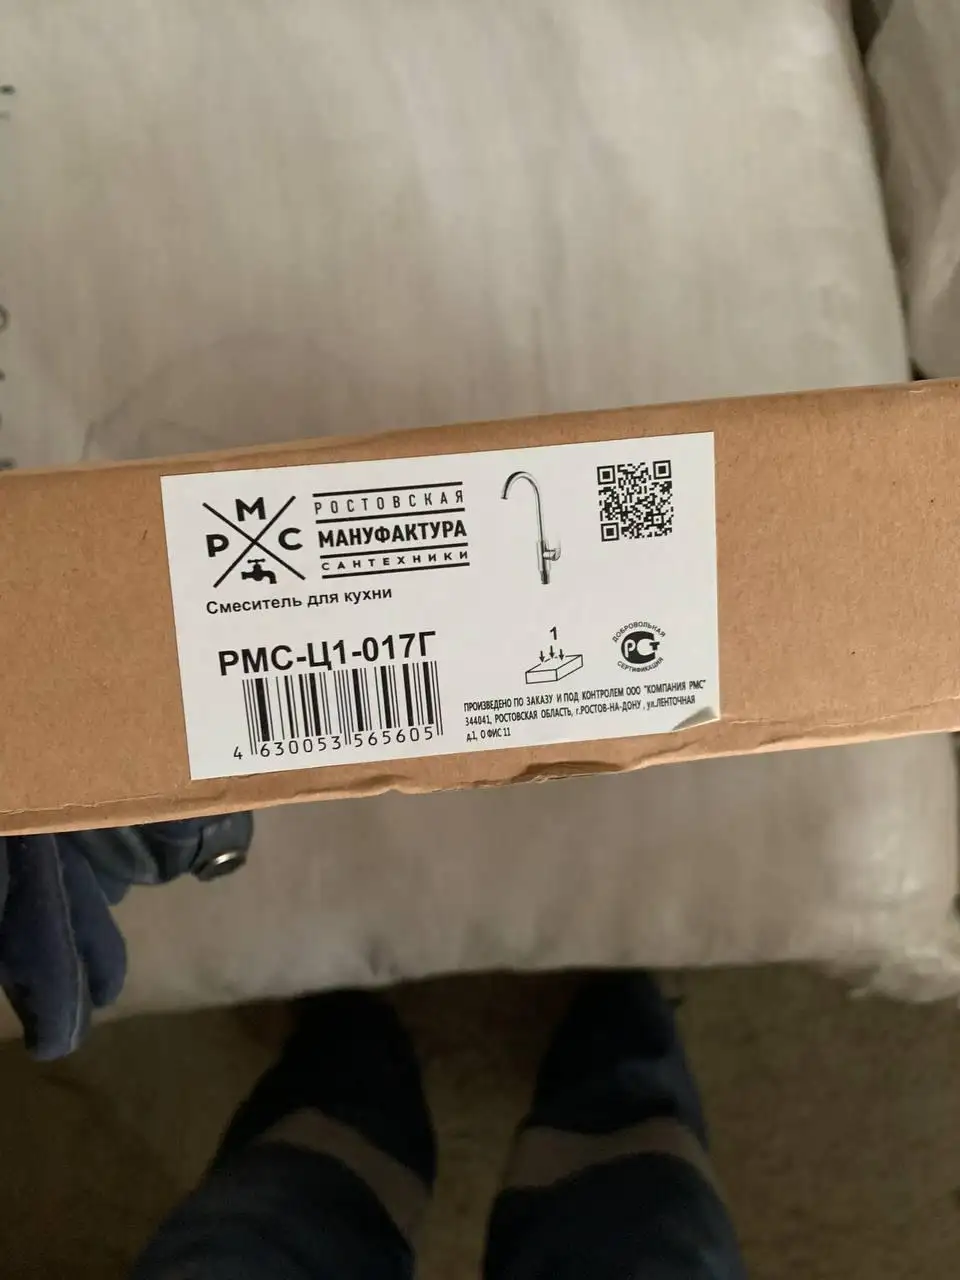 М
Р С
РОСТОВСКАЯ
МАНУФАКТУРА
САНТЕХНИКИ
Смеситель для кухни
РМС-Ц1-017Г
4 630053 565605
1
ДОБРОВОЛЬНАЯ
РСТ
СЕРТИФИКАЦИЯ
ПРОИЗВЕДЕНО ПО ЗАКАЗУ И ПОД КОНТРОЛЕМ ООО "КОМПАНИЯ РМС"
344041, РОСТОВСКАЯ ОБЛАСТЬ, г.РОСТОВ-НА-ДОНУ , ул.ЛЕНТОЧНАЯ
д.1, ОФИС 11